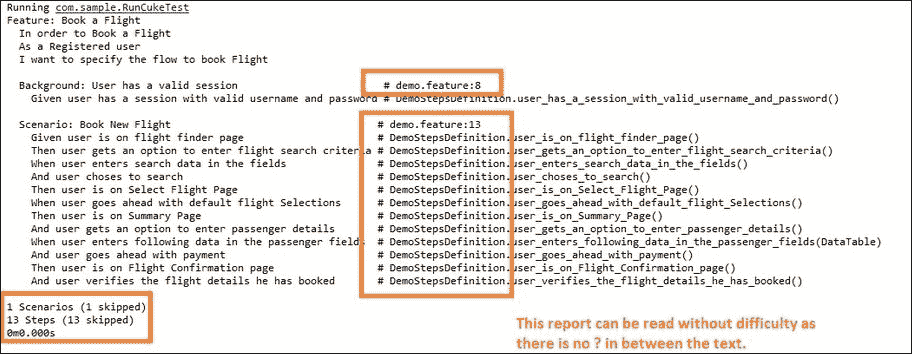 Running com.sample.RunCukeTest
Feature: Book a Flight
In order to Book a Flight
As a Registered user
I want to specify the flow to book Flight
Background: User has a valid session # demo.feature:8
Given user has a session with valid username and password # DemoStepsDefinition.user_has_a_session_with_valid_username_and_password()
Scenario: Book New Flight # demo.feature:13
Given user is on flight finder page # DemoStepsDefinition.user_is_on_flight_finder_page()
Then user gets an option to enter flight search criteria # DemoStepsDefinition.user_gets_an_option_to_enter_flight_search_criteria()
When user enters search data in the fields # DemoStepsDefinition.user_enters_search_data_in_the_fields()
And user choses to search # DemoStepsDefinition.user_choses_to_search()
Then user is on Select Flight Page # DemoStepsDefinition.user_is_on_Select_Flight_Page()
When user goes ahead with default flight Selections # DemoStepsDefinition.user_goes_ahead_with_default_flight_Selections()
Then user is on Summary Page # DemoStepsDefinition.user_is_on_Summary_Page()
And user gets an option to enter passenger details # DemoStepsDefinition.user_gets_an_option_to_enter_passenger_details()
When user enters following data in the passenger fields # DemoStepsDefinition.user_enters_following_data_in_the_passenger_fields(DataTable)
And user goes ahead with payment # DemoStepsDefinition.user_goes_ahead_with_payment()
Then user is on Flight Confirmation page # DemoStepsDefinition.user_is_on_Flight_Confirmation_page()
And user verifies the flight details he has booked # DemoStepsDefinition.user_verifies_the_flight_details_he_has_booked()
1 Scenarios (1 skipped)
13 Steps (13 skipped)
0m0.000s
This report can be read without difficulty as
there is no ? in between the text.